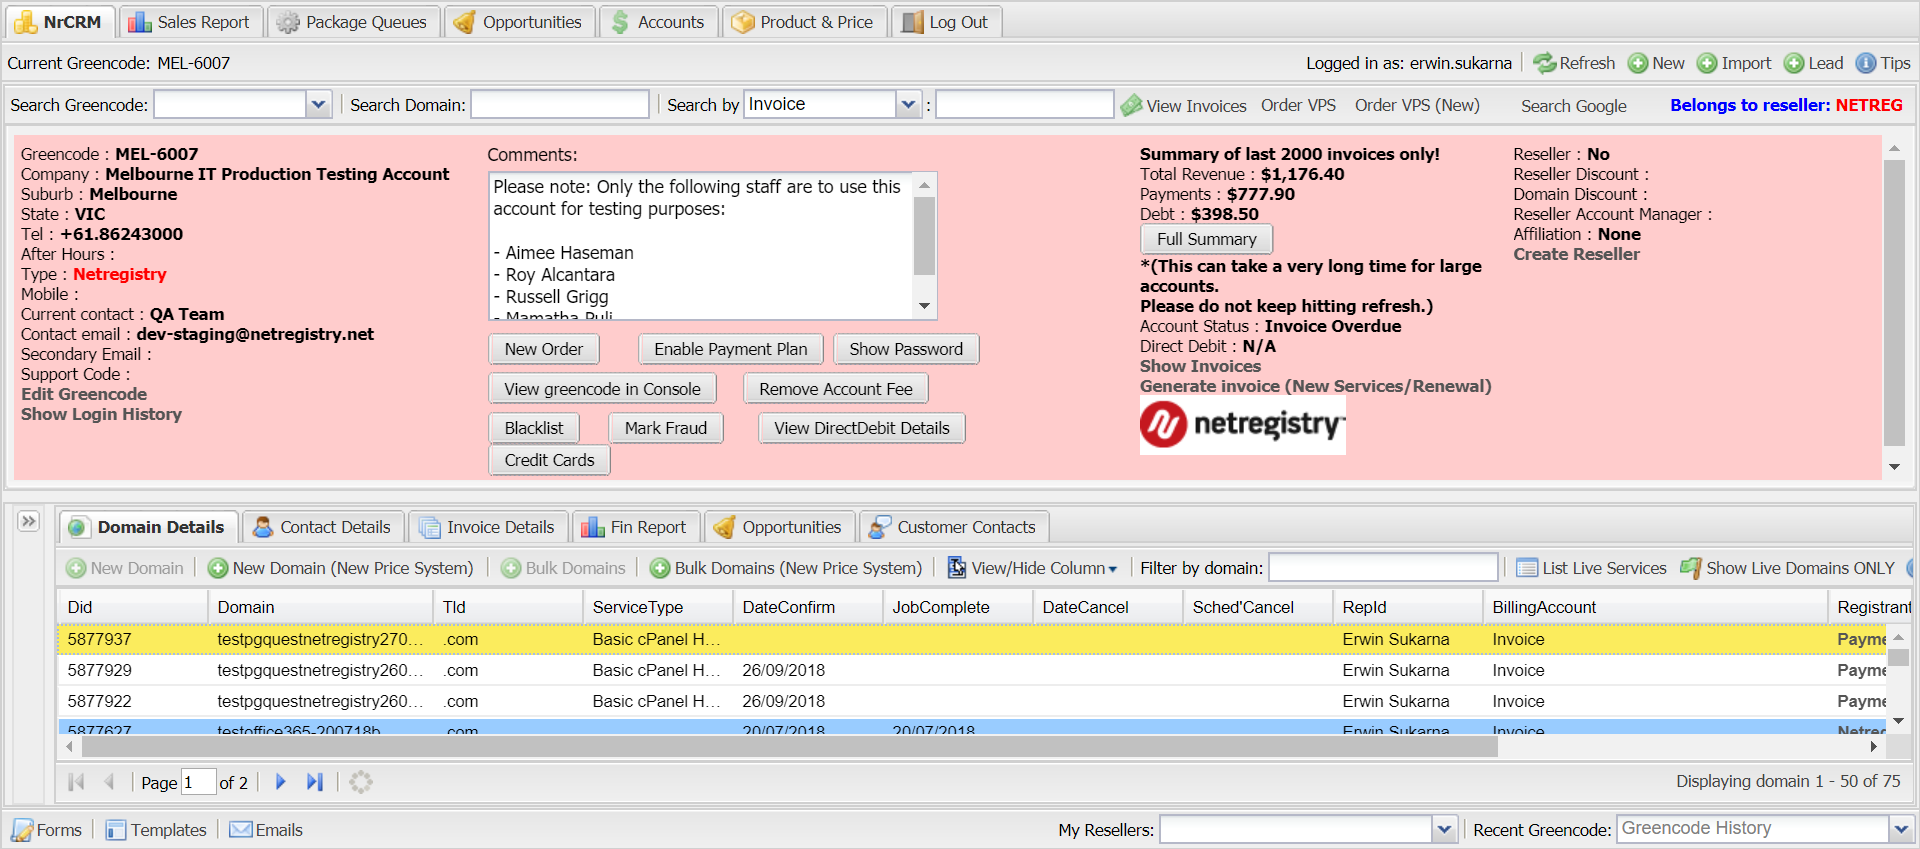 NrCRM Sales Report Package Queues Opportunities Accounts Product & Price Log Out
Current Greencode: MEL-6007 Logged in as: erwin.sukarna Refresh New Import Lead Tips
Search Greencode: Search Domain: Search by Invoice : View Invoices Order VPS Order VPS (New) Search Google Belongs to reseller: NETREG
Greencode : MEL-6007
Company : Melbourne IT Production Testing Account
Suburb : Melbourne
State : VIC
Tel : +61.86243000
After Hours :
Type : Netregistry
Mobile :
Current contact : QA Team
Contact email : dev-staging@netregistry.net
Secondary Email :
Support Code :
Edit Greencode
Show Login History
Comments:
Please note: Only the following staff are to use this
account for testing purposes:
- Aimee Haseman
- Roy Alcantara
- Russell Grigg
- Mamatha Puli
New Order Enable Payment Plan Show Password
View greencode in Console Remove Account Fee
Blacklist Mark Fraud View DirectDebit Details
Credit Cards
Summary of last 2000 invoices only!
Total Revenue : $1,176.40
Payments : $777.90
Debt : $398.50
Full Summary
*(This can take a very long time for large
accounts.
Please do not keep hitting refresh.)
Account Status : Invoice Overdue
Direct Debit : N/A
Show Invoices
Generate invoice (New Services/Renewal)
netregistry
Reseller : No
Reseller Discount :
Domain Discount :
Reseller Account Manager :
Affiliation : None
Create Reseller
Domain Details Contact Details Invoice Details Fin Report Opportunities Customer Contacts
New Domain New Domain (New Price System) Bulk Domains Bulk Domains (New Price System) View/Hide Column Filter by domain: List Live Services Show Live Domains ONLY
Did Domain Tld ServiceType DateConfirm JobComplete DateCancel Sched'Cancel RepId BillingAccount Registrant
5877937 testpgquestnetregistry270... .com Basic cPanel H... Erwin Sukarna Invoice Payme
5877929 testpgquestnetregistry260... .com Basic cPanel H... 26/09/2018 Erwin Sukarna Invoice Payme
5877922 testpgquestnetregistry260... .com Basic cPanel H... 26/09/2018 Erwin Sukarna Invoice Payme
5877627 testoffice365-200718b .com 20/07/2018 20/07/2018 Erwin Sukarna Invoice Netreg
Page 1 of 2 Displaying domain 1 - 50 of 75
Forms Templates Emails My Resellers: Recent Greencode: Greencode History